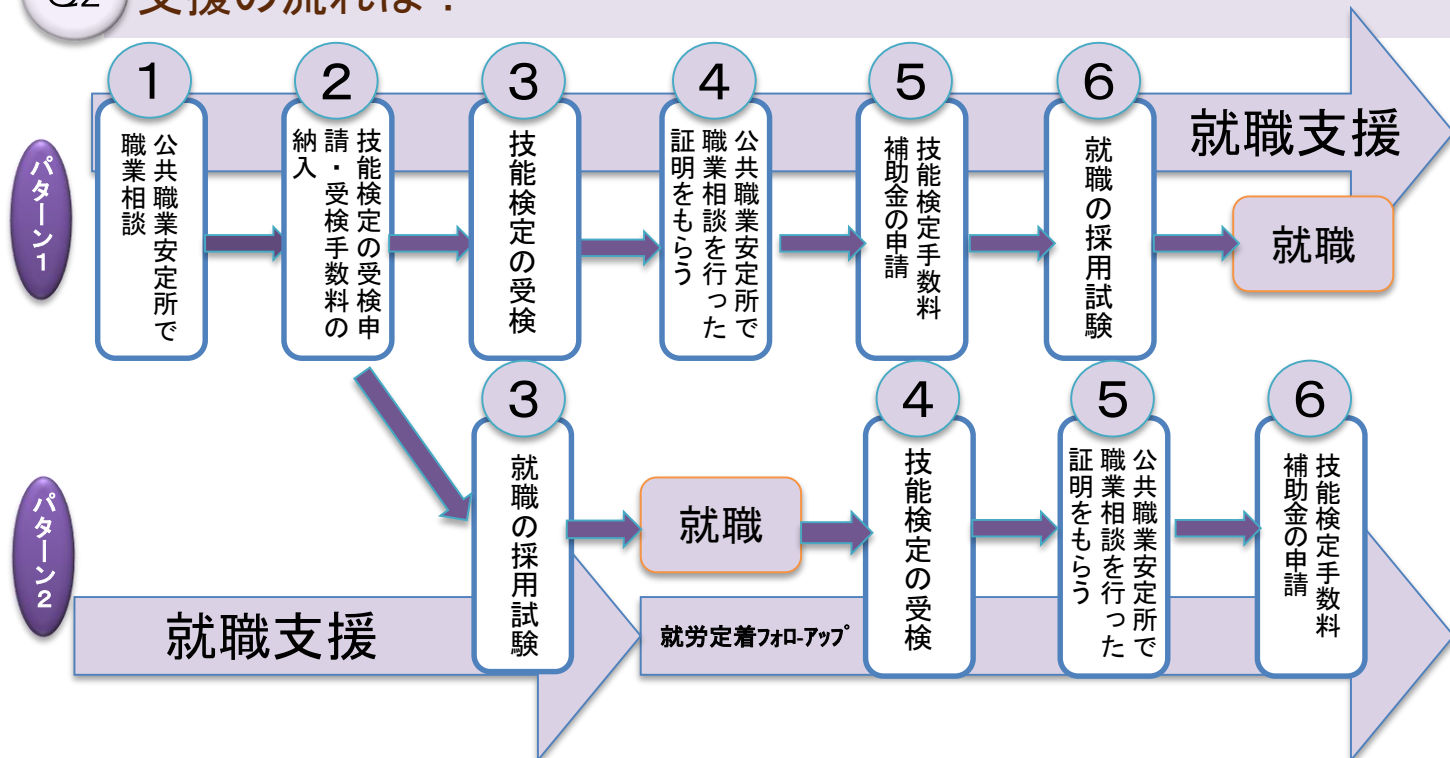 Q2
支援の流れは？
パターン1
1
公共職業安定所で
職業相談
2
技能検定の受検申
請・受検手数料の
納入
3
技能検定の受検
4
公共職業安定所で
職業相談を行った
証明をもらう
5
技能検定手数料
補助金の申請
6
就職の採用試験
就職支援
就職
パターン2
3
就職の採用試験
就職
4
技能検定の受検
5
公共職業安定所で
職業相談を行った
証明をもらう
6
技能検定手数料
補助金の申請
就職支援
就労定着ﾌｫﾛｰｱｯﾌﾟ